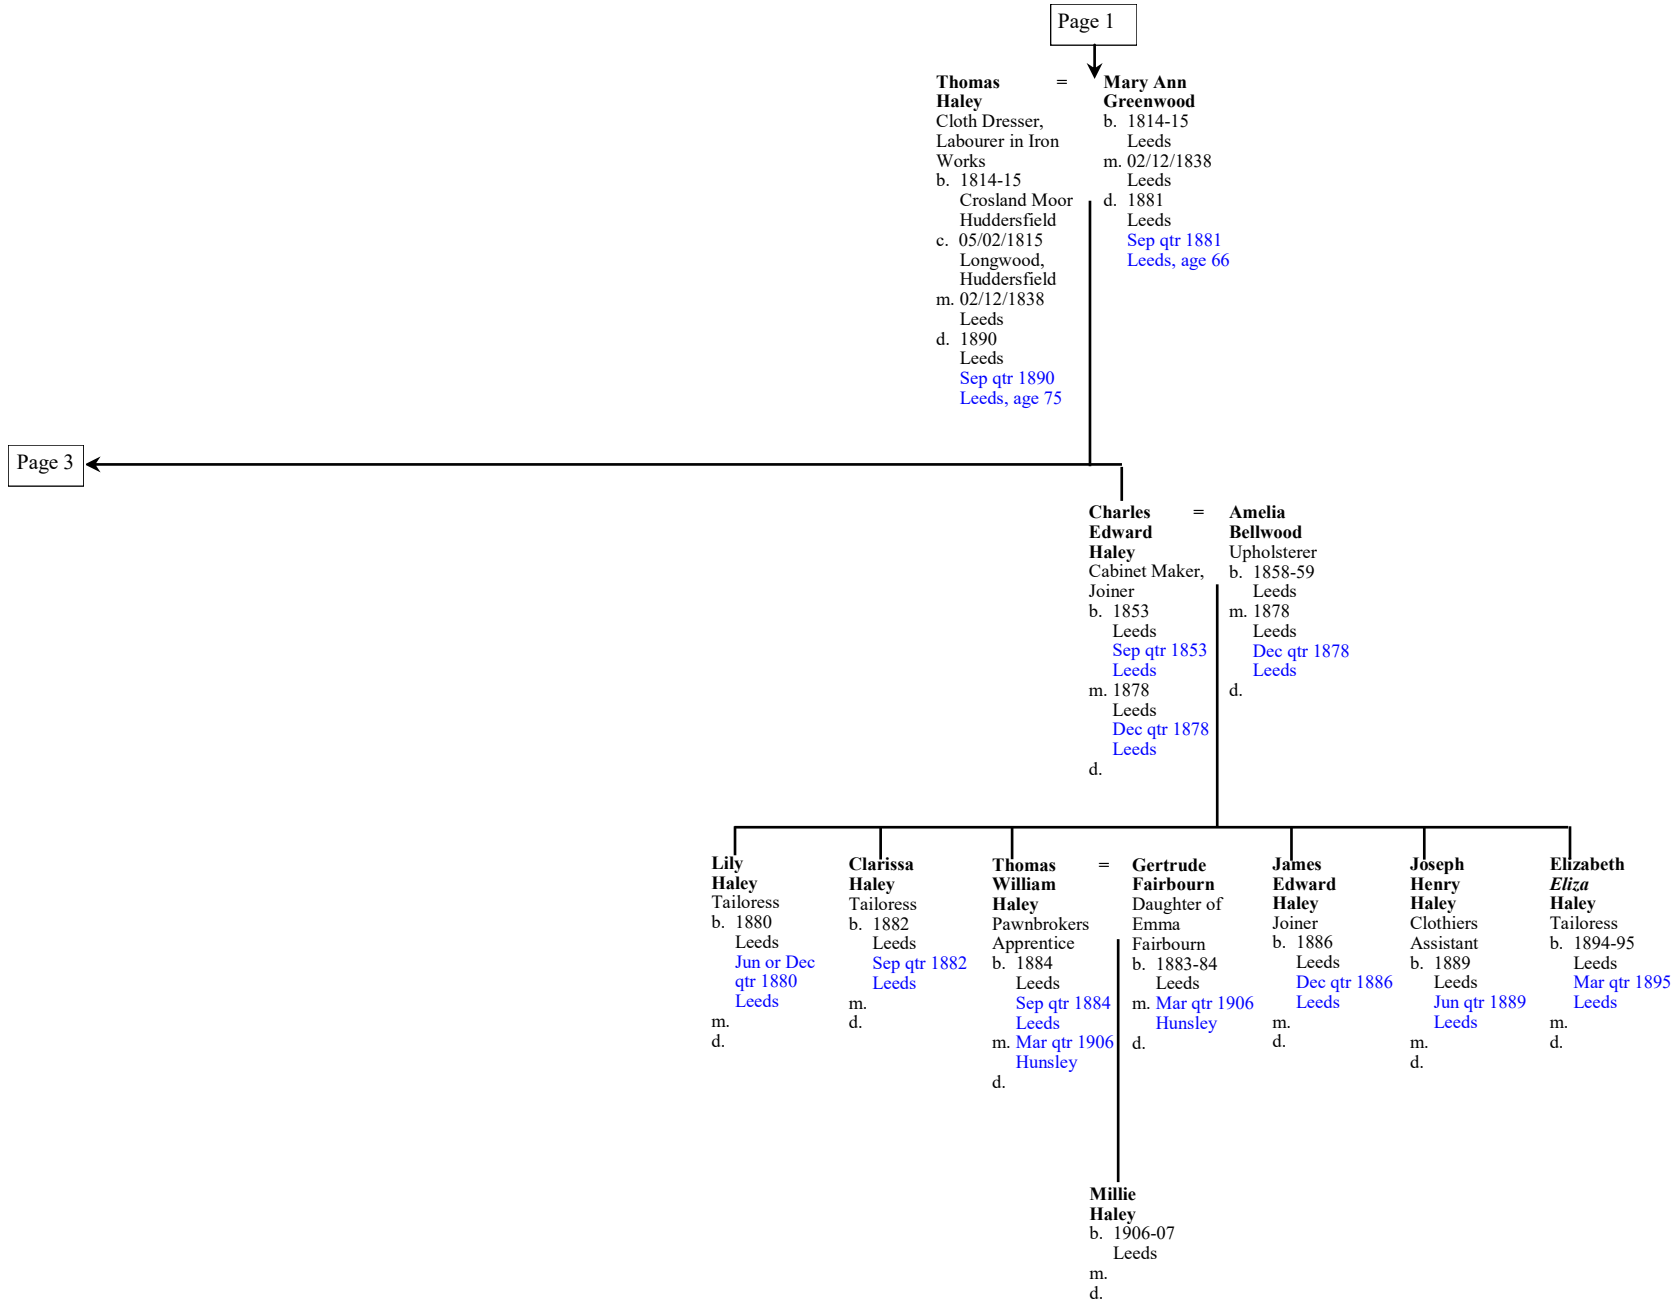 Page 1
Thomas
Haley
Cloth Dresser,
Labourer in Iron
Works
b. 1814-15
Crosland Moor
Huddersfield
c. 05/02/1815
Longwood,
Huddersfield
m. 02/12/1838
Leeds
d. 1890
Leeds
Sep qtr 1890
Leeds, age 75
=
Mary Ann
Greenwood
b. 1814-15
Leeds
m. 02/12/1838
Leeds
d. 1881
Leeds
Sep qtr 1881
Leeds, age 66
Page 3
Charles
Edward
Haley
Cabinet Maker,
Joiner
b. 1853
Leeds
Sep qtr 1853
Leeds
m. 1878
Leeds
Dec qtr 1878
Leeds
d.
=
Amelia
Bellwood
Upholsterer
b. 1858-59
Leeds
m. 1878
Leeds
Dec qtr 1878
Leeds
d.
Lily
Haley
Tailoress
b. 1880
Leeds
Jun or Dec
qtr 1880
Leeds
m.
d.
Clarissa
Haley
Tailoress
b. 1882
Leeds
Sep qtr 1882
Leeds
m.
d.
Thomas
William
Haley
Pawnbrokers
Apprentice
b. 1884
Leeds
Sep qtr 1884
Leeds
m. Mar qtr 1906
Hunsley
d.
=
Gertrude
Fairbourn
Daughter of
Emma
Fairbourn
b. 1883-84
Leeds
m. Mar qtr 1906
Hunsley
d.
James
Edward
Haley
Joiner
b. 1886
Leeds
Dec qtr 1886
Leeds
m.
d.
Joseph
Henry
Haley
Clothiers
Assistant
b. 1889
Leeds
Jun qtr 1889
Leeds
m.
d.
Elizabeth
Eliza
Haley
Tailoress
b. 1894-95
Leeds
Mar qtr 1895
Leeds
m.
d.
Millie
Haley
b. 1906-07
Leeds
m.
d.